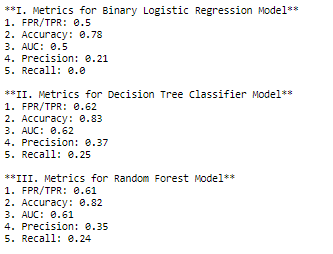 **I. Metrics for Binary Logistic Regression Model**
1. FPR/TPR: 0.5
2. Accuracy: 0.78
3. AUC: 0.5
4. Precision: 0.21
5. Recall: 0.0
**II. Metrics for Decision Tree Classifier Model**
1. FPR/TPR: 0.62
2. Accuracy: 0.83
3. AUC: 0.62
4. Precision: 0.37
5. Recall: 0.25
**III. Metrics for Random Forest Model**
1. FPR/TPR: 0.61
2. Accuracy: 0.82
3. AUC: 0.61
4. Precision: 0.35
5. Recall: 0.24